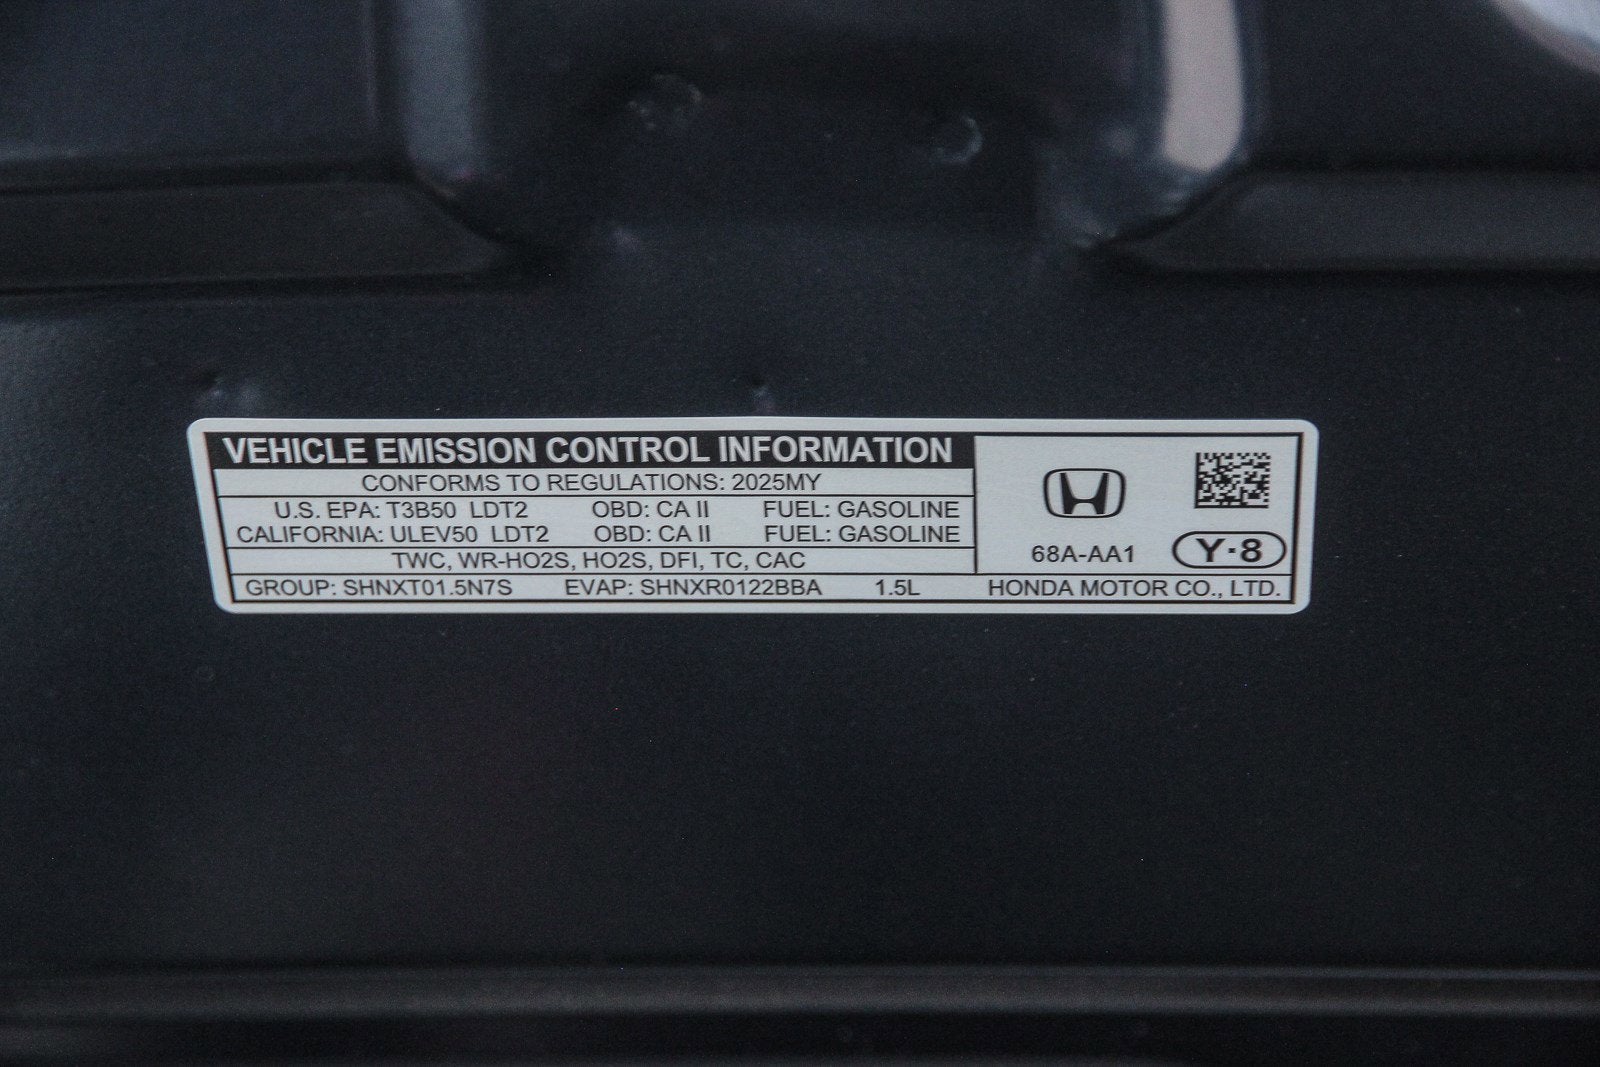 VEHICLE EMISSION CONTROL INFORMATION
CONFORMS TO REGULATIONS: 2025MY
U.S. EPA: T3B50 LDT2 OBD: CA II FUEL: GASOLINE
CALIFORNIA: ULEV50 LDT2 OBD: CA II FUEL: GASOLINE
TWC, WR-HO2S, HO2S, DFI, TC, CAC
GROUP: SHNXT01.5N7S EVAP: SHNXR0122BBA 1.5L
68A-AA1 Y·8
HONDA MOTOR CO., LTD.